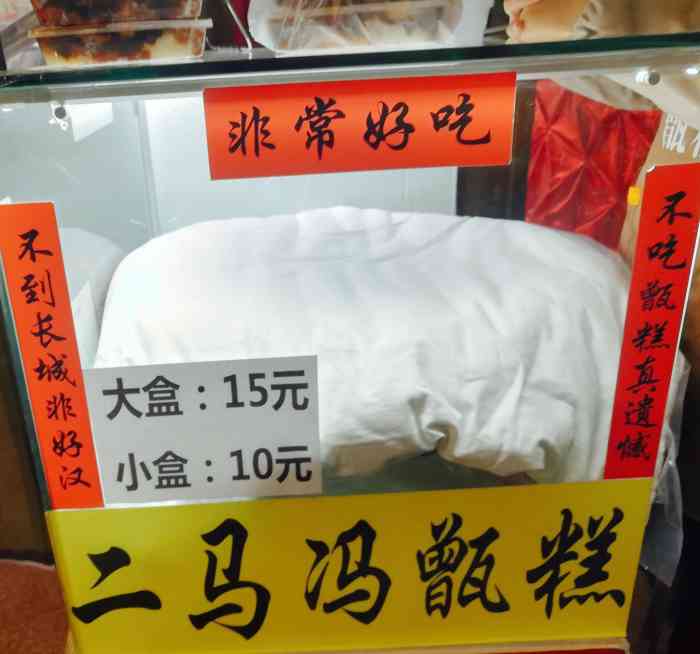 非常好吃
不到长城非好汉
不吃甑糕真遗憾
大盒：15元
小盒：10元
二马冯甑糕